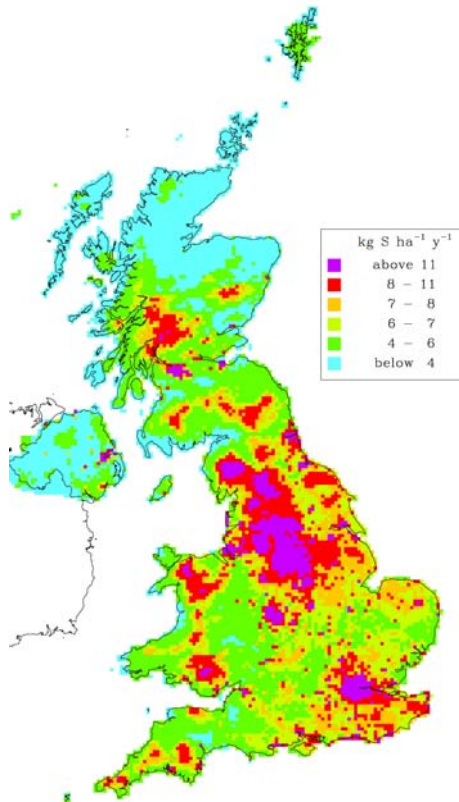 kg S ha⁻¹ y⁻¹
above 11
8 – 11
7 – 8
6 – 7
4 – 6
below 4